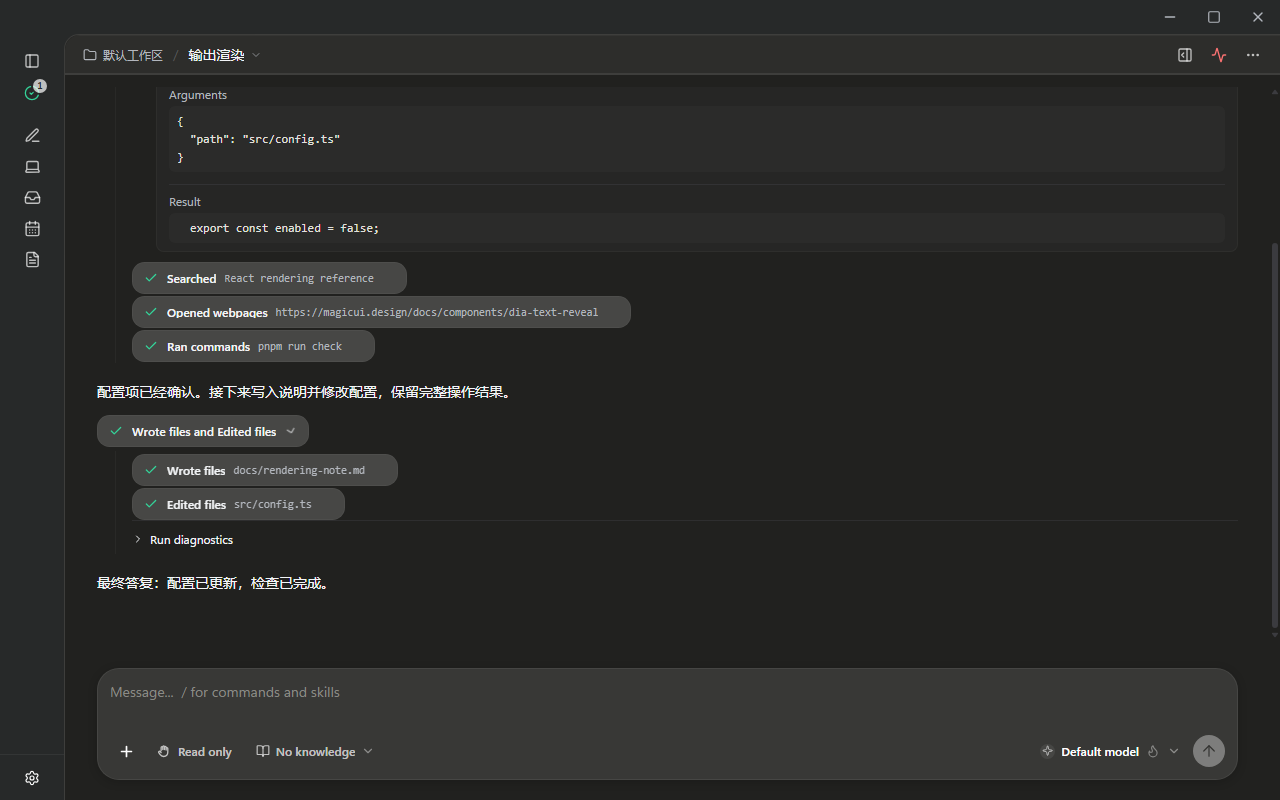 默认工作区 / 输出渲染
1
Arguments
{
"path": "src/config.ts"
}
Result
export const enabled = false;
Searched React rendering reference
Opened webpages https://magicui.design/docs/components/dia-text-reveal
Ran commands pnpm run check
配置项已经确认。接下来写入说明并修改配置，保留完整操作结果。
Wrote files and Edited files
Wrote files docs/rendering-note.md
Edited files src/config.ts
Run diagnostics
最终答复：配置已更新，检查已完成。
Message... / for commands and skills
Read only No knowledge Default model